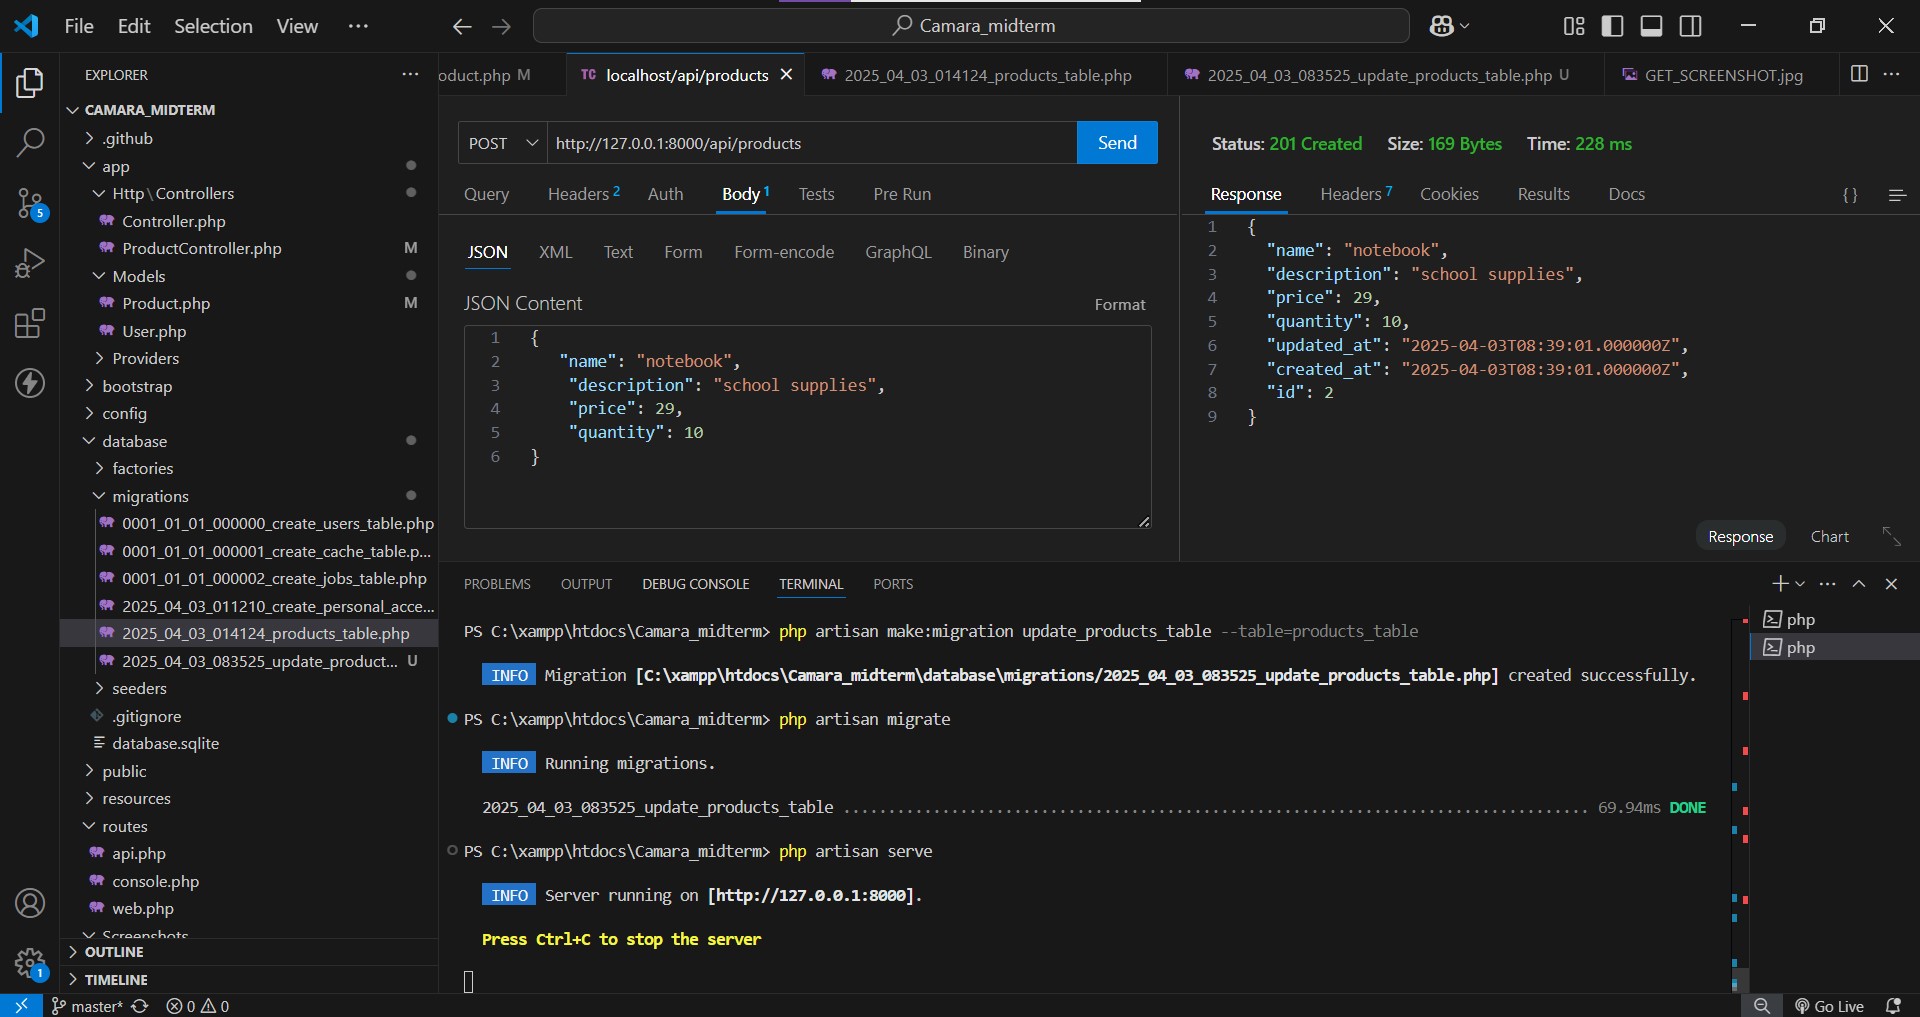 File Edit Selection View ···
Camara_midterm
EXPLORER
CAMARA_MIDTERM
.github
app
Http\Controllers
Controller.php
ProductController.php M
Models
Product.php M
User.php
Providers
bootstrap
config
database
factories
migrations
0001_01_01_000000_create_users_table.php
0001_01_01_000001_create_cache_table.p...
0001_01_01_000002_create_jobs_table.php
2025_04_03_011210_create_personal_acce...
2025_04_03_014124_products_table.php
2025_04_03_083525_update_product... U
seeders
.gitignore
database.sqlite
public
resources
routes
api.php
console.php
web.php
Screenshots
OUTLINE
TIMELINE
5
1
oduct.php M
TC localhost/api/products
2025_04_03_014124_products_table.php
2025_04_03_083525_update_products_table.php U
GET_SCREENSHOT.jpg
POST http://127.0.0.1:8000/api/products Send
Query Headers 2 Auth Body 1 Tests Pre Run
JSON XML Text Form Form-encode GraphQL Binary
JSON Content Format
1 {
2 "name": "notebook",
3 "description": "school supplies",
4 "price": 29,
5 "quantity": 10
6 }
Status: 201 Created Size: 169 Bytes Time: 228 ms
Response Headers 7 Cookies Results Docs {}
1 {
2 "name": "notebook",
3 "description": "school supplies",
4 "price": 29,
5 "quantity": 10,
6 "updated_at": "2025-04-03T08:39:01.000000Z",
7 "created_at": "2025-04-03T08:39:01.000000Z",
8 "id": 2
9 }
Response Chart
PROBLEMS OUTPUT DEBUG CONSOLE TERMINAL PORTS
PS C:\xampp\htdocs\Camara_midterm> php artisan make:migration update_products_table --table=products_table
INFO Migration [C:\xampp\htdocs\Camara_midterm\database\migrations/2025_04_03_083525_update_products_table.php] created successfully.
PS C:\xampp\htdocs\Camara_midterm> php artisan migrate
INFO Running migrations.
2025_04_03_083525_update_products_table ................................................................................... 69.94ms DONE
PS C:\xampp\htdocs\Camara_midterm> php artisan serve
INFO Server running on [http://127.0.0.1:8000].
Press Ctrl+C to stop the server
php
php
master* 0 0 Go Live